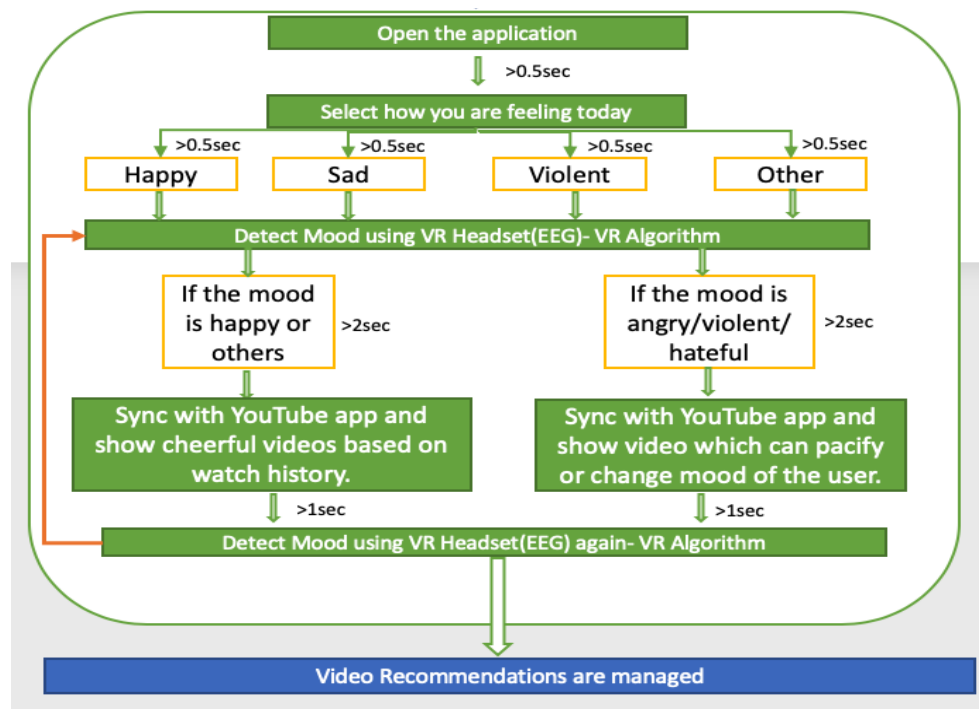 Open the application
>0.5sec
Select how you are feeling today
>0.5sec
>0.5sec
>0.5sec
>0.5sec
Happy
Sad
Violent
Other
Detect Mood using VR Headset(EEG)- VR Algorithm
If the mood
is happy or
others
>2sec
If the mood is
angry/violent/
hateful
>2sec
Sync with YouTube app and
show cheerful videos based on
watch history.
Sync with YouTube app and
show video which can pacify
or change mood of the user.
>1sec
>1sec
Detect Mood using VR Headset(EEG) again- VR Algorithm
Video Recommendations are managed